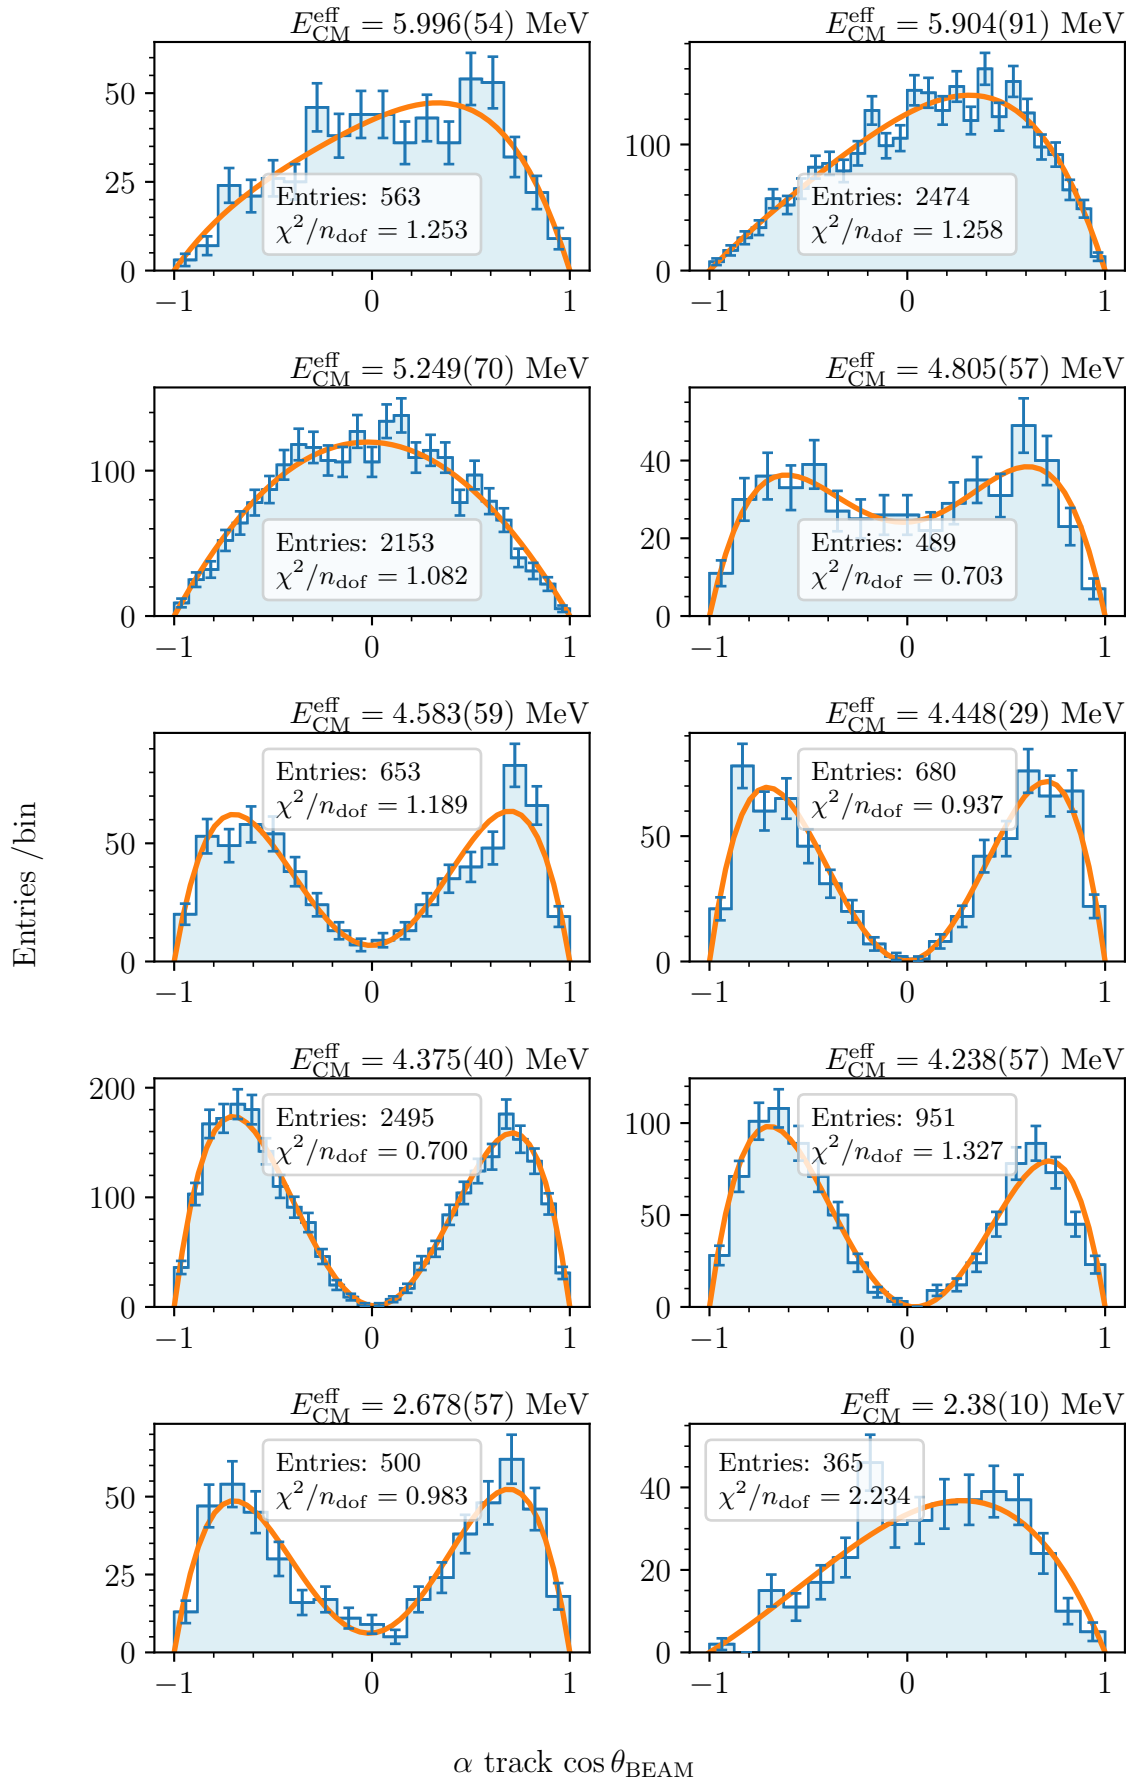 E_CM^eff = 5.996(54) MeV
50
25
0
Entries: 563
χ²/n_dof = 1.253
−1 0 1
E_CM^eff = 5.904(91) MeV
100
0
Entries: 2474
χ²/n_dof = 1.258
−1 0 1
E_CM^eff = 5.249(70) MeV
100
0
Entries: 2153
χ²/n_dof = 1.082
−1 0 1
E_CM^eff = 4.805(57) MeV
40
20
0
Entries: 489
χ²/n_dof = 0.703
−1 0 1
Entries /bin
E_CM^eff = 4.583(59) MeV
50
0
Entries: 653
χ²/n_dof = 1.189
−1 0 1
E_CM^eff = 4.448(29) MeV
50
0
Entries: 680
χ²/n_dof = 0.937
−1 0 1
E_CM^eff = 4.375(40) MeV
200
100
0
Entries: 2495
χ²/n_dof = 0.700
−1 0 1
E_CM^eff = 4.238(57) MeV
100
50
0
Entries: 951
χ²/n_dof = 1.327
−1 0 1
E_CM^eff = 2.678(57) MeV
50
25
0
Entries: 500
χ²/n_dof = 0.983
−1 0 1
E_CM^eff = 2.38(10) MeV
40
20
0
Entries: 365
χ²/n_dof = 2.234
−1 0 1
α track cos θ_BEAM